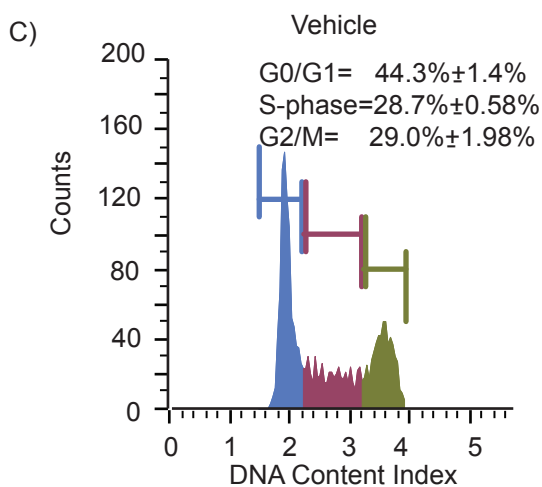 C)
Vehicle
G0/G1= 44.3%±1.4%
S-phase=28.7%±0.58%
G2/M= 29.0%±1.98%
Counts
200
160
120
80
40
0
0 1 2 3 4 5
DNA Content Index